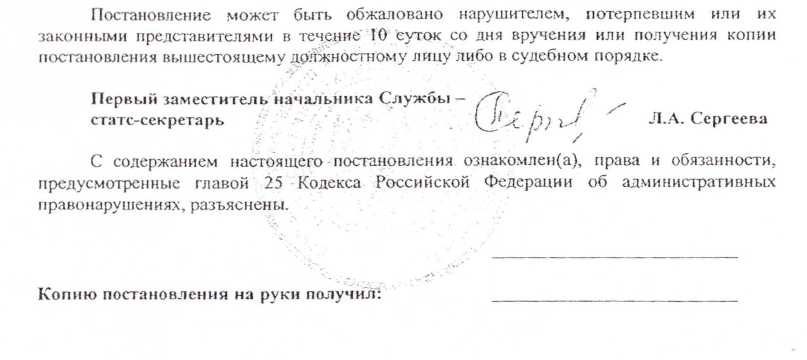 Постановление может быть обжаловано нарушителем, потерпевшим или их
законными представителями в течение 10 суток со дня вручения или получения копии
постановления вышестоящему должностному лицу либо в судебном порядке.
Первый заместитель начальника Службы –
статс-секретарь
Л.А. Сергеева
С содержанием настоящего постановления ознакомлен(а), права и обязанности,
предусмотренные главой 25 Кодекса Российской Федерации об административных
правонарушениях, разъяснены.
Копию постановления на руки получил: